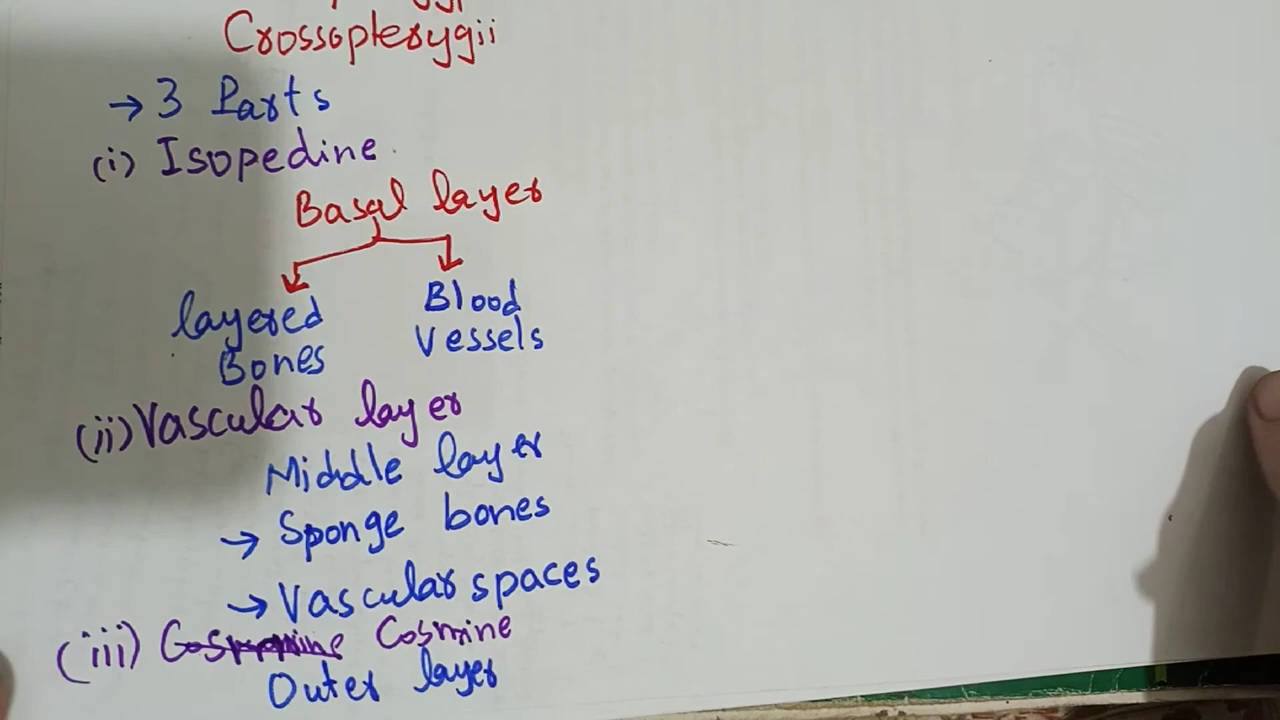 Crossopterygii
→ 3 Parts
(i) Isopedine
Basal layer
layered Bones
Blood Vessels
(ii) Vascular layer
Middle layer
→ Sponge bones
→ Vascular spaces
(iii) Cosmine
Outer layer